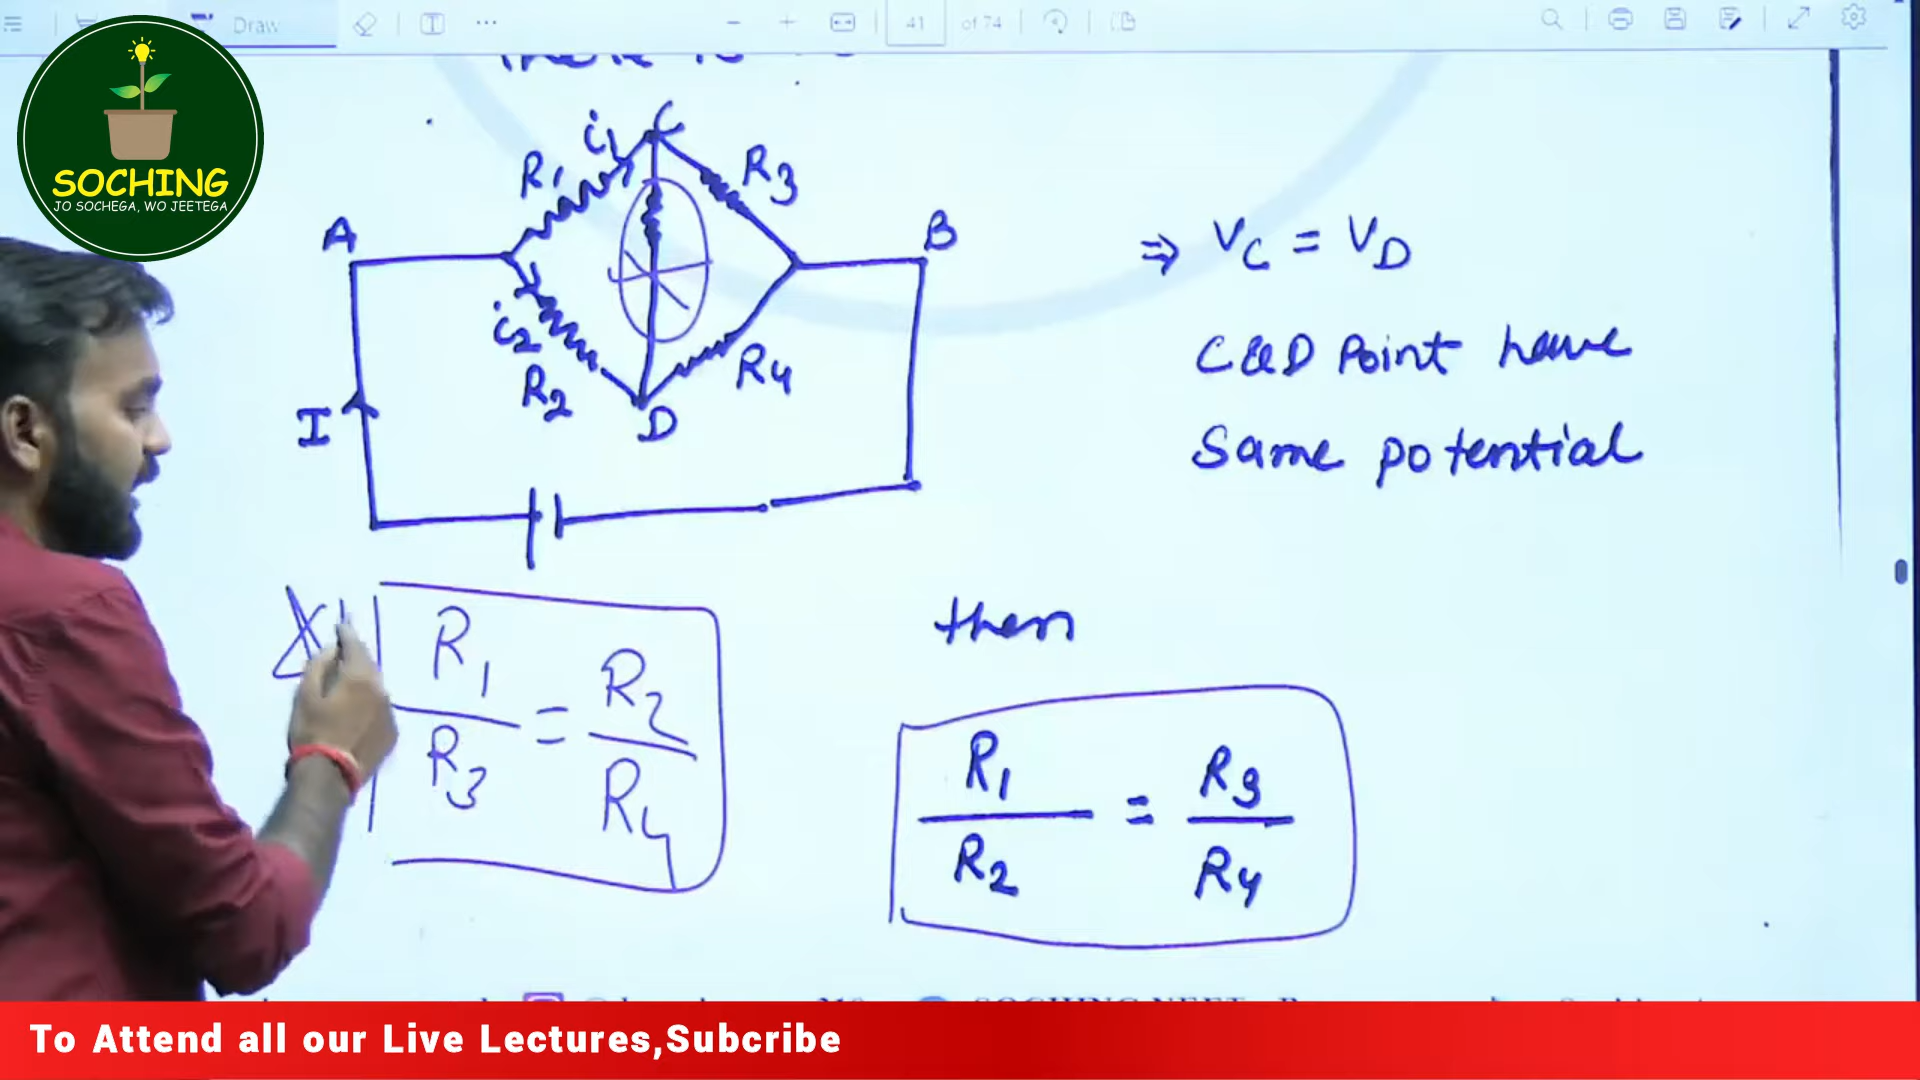 Draw
41 of 74
SOCHING
JO SOCHEGA, WO JEETEGA
C
i1
R1
R3
A
B
i2
R2
R4
D
I
⇒ VC = VD
C&D Point have
Same potential
then
R1/R3 = R2/R4
R1/R2 = R3/R4
To Attend all our Live Lectures,Subcribe